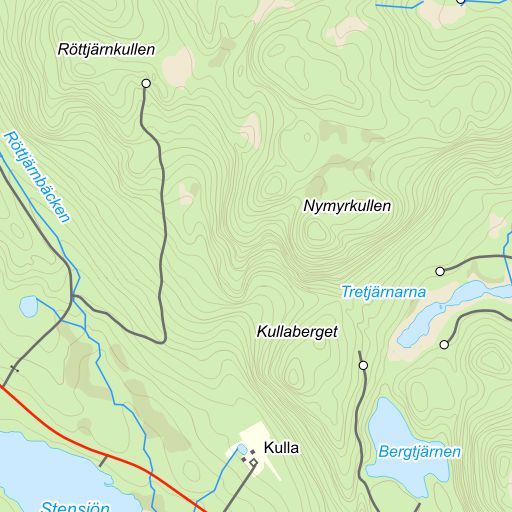 Röttjärnkullen
Röttjärnbäcken
Nymyrkullen
Tretjärnarna
Kullaberget
Kulla
Bergtjärnen
Stensjön